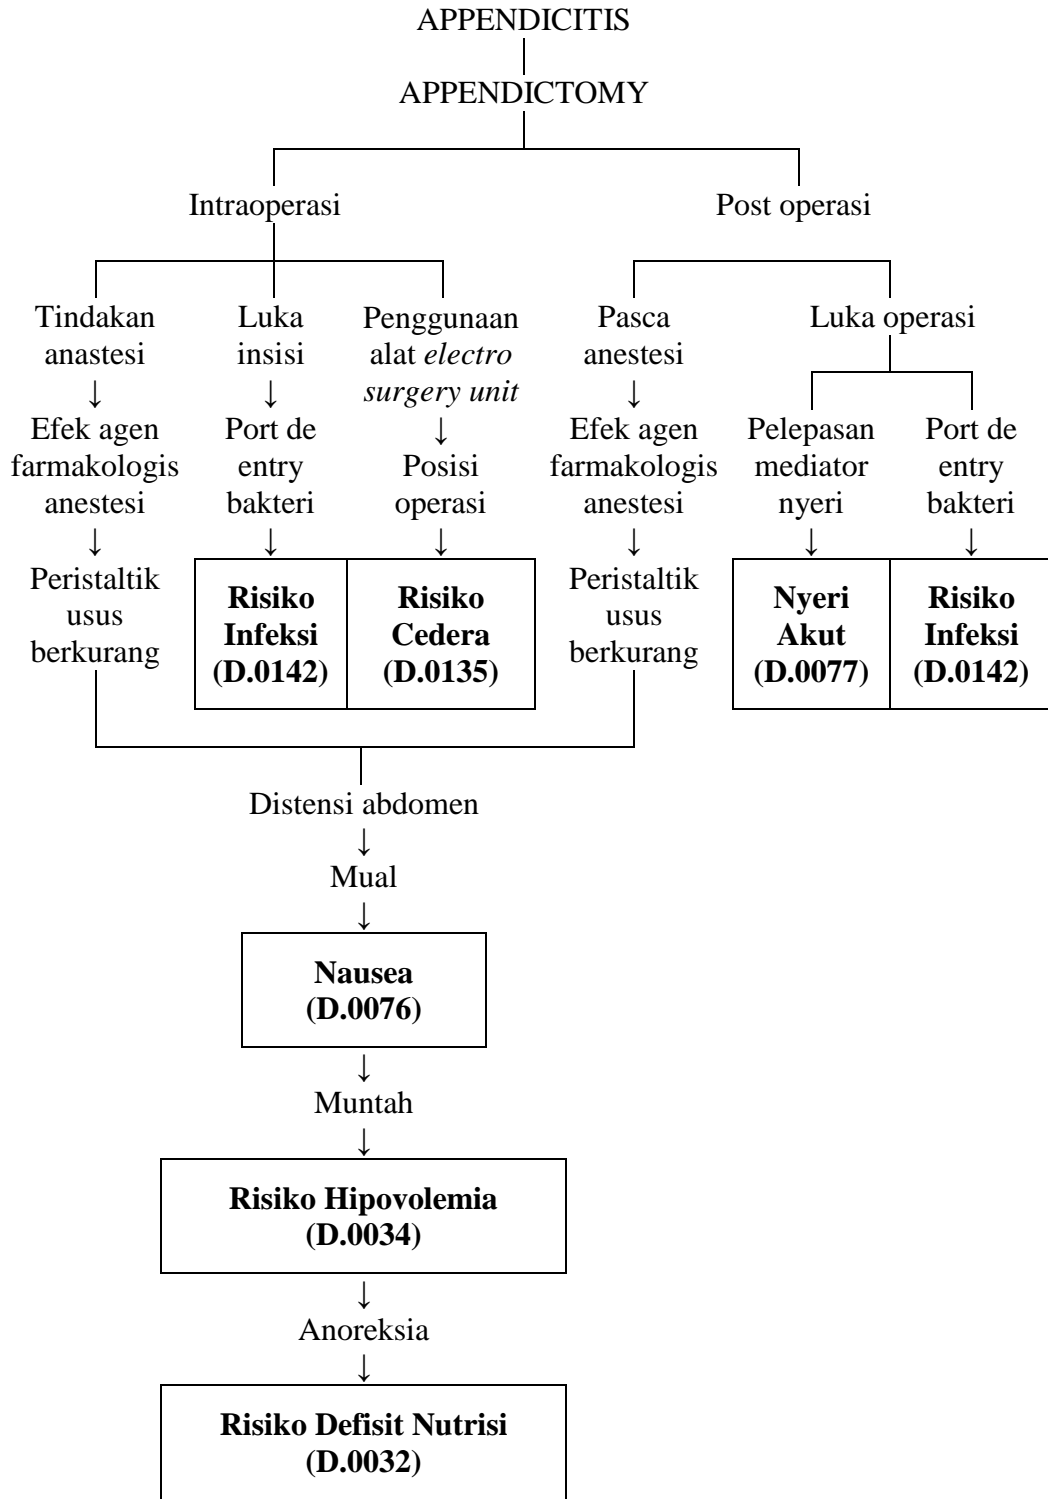 APPENDICITIS
APPENDICTOMY
Intraoperasi
Post operasi
Tindakan
anastesi
↓
Efek agen
farmakologis
anestesi
↓
Peristaltik
usus
berkurang
Luka
insisi
↓
Port de
entry
bakteri
↓
Risiko
Infeksi
(D.0142)
Penggunaan
alat electro
surgery unit
↓
Posisi
operasi
↓
Risiko
Cedera
(D.0135)
Pasca
anestesi
↓
Efek agen
farmakologis
anestesi
↓
Peristaltik
usus
berkurang
Luka operasi
Pelepasan
mediator
nyeri
↓
Nyeri
Akut
(D.0077)
Port de
entry
bakteri
↓
Risiko
Infeksi
(D.0142)
Distensi abdomen
↓
Mual
↓
Nausea
(D.0076)
↓
Muntah
↓
Risiko Hipovolemia
(D.0034)
↓
Anoreksia
↓
Risiko Defisit Nutrisi
(D.0032)